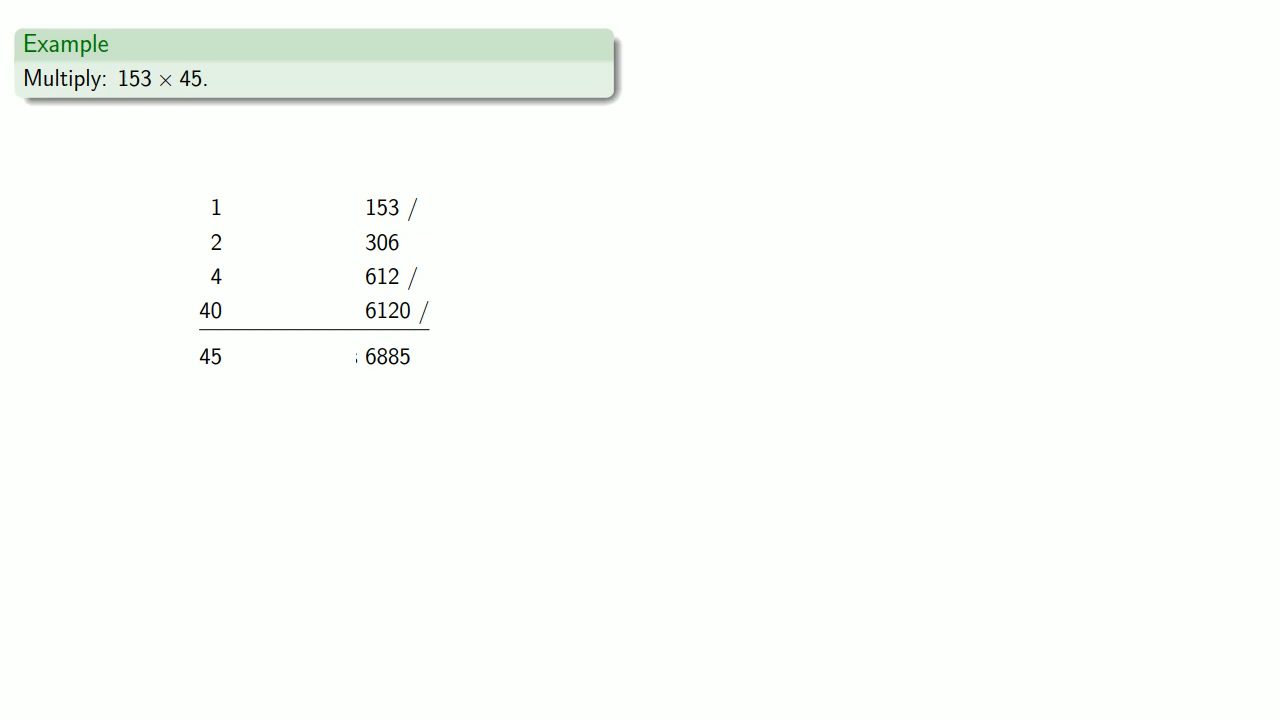 Example
Multiply: 153 × 45.
1 153 /
2 306
4 612 /
40 6120 /
45 6885